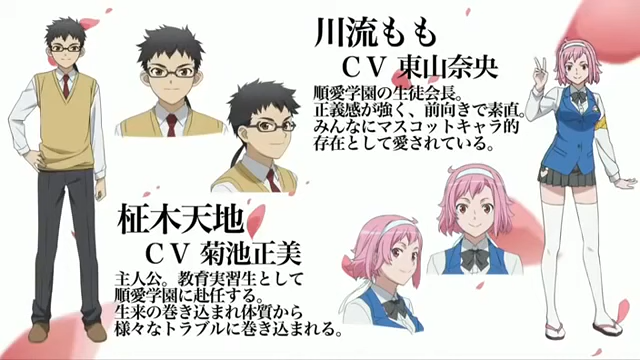 川流もも
CV 東山奈央
順愛学園の生徒会長。
正義感が強く、前向きで素直。
みんなにマスコットキャラ的
存在として愛されている。
柾木天地
CV 菊池正美
主人公。教育実習生として
順愛学園に赴任する。
生来の巻き込まれ体質から
様々なトラブルに巻き込まれる。